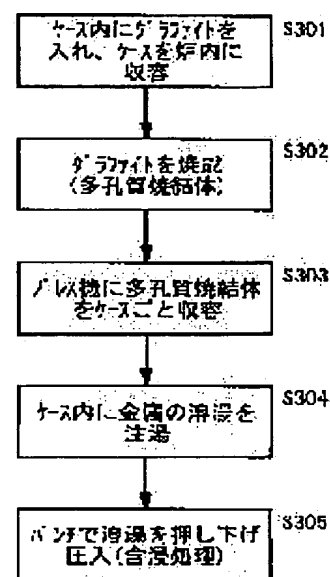 S301
ケース内にグラファイトを
入れ、ケースを炉内に
収容
S302
グラファイトを焼記
(多孔質焼結体)
S303
プレス機に多孔質焼結体
をケースごと収容
S304
ケース内に金属の溶湯を
注湯
S305
パンチで溶湯を押し下げ
圧入(含浸処理)